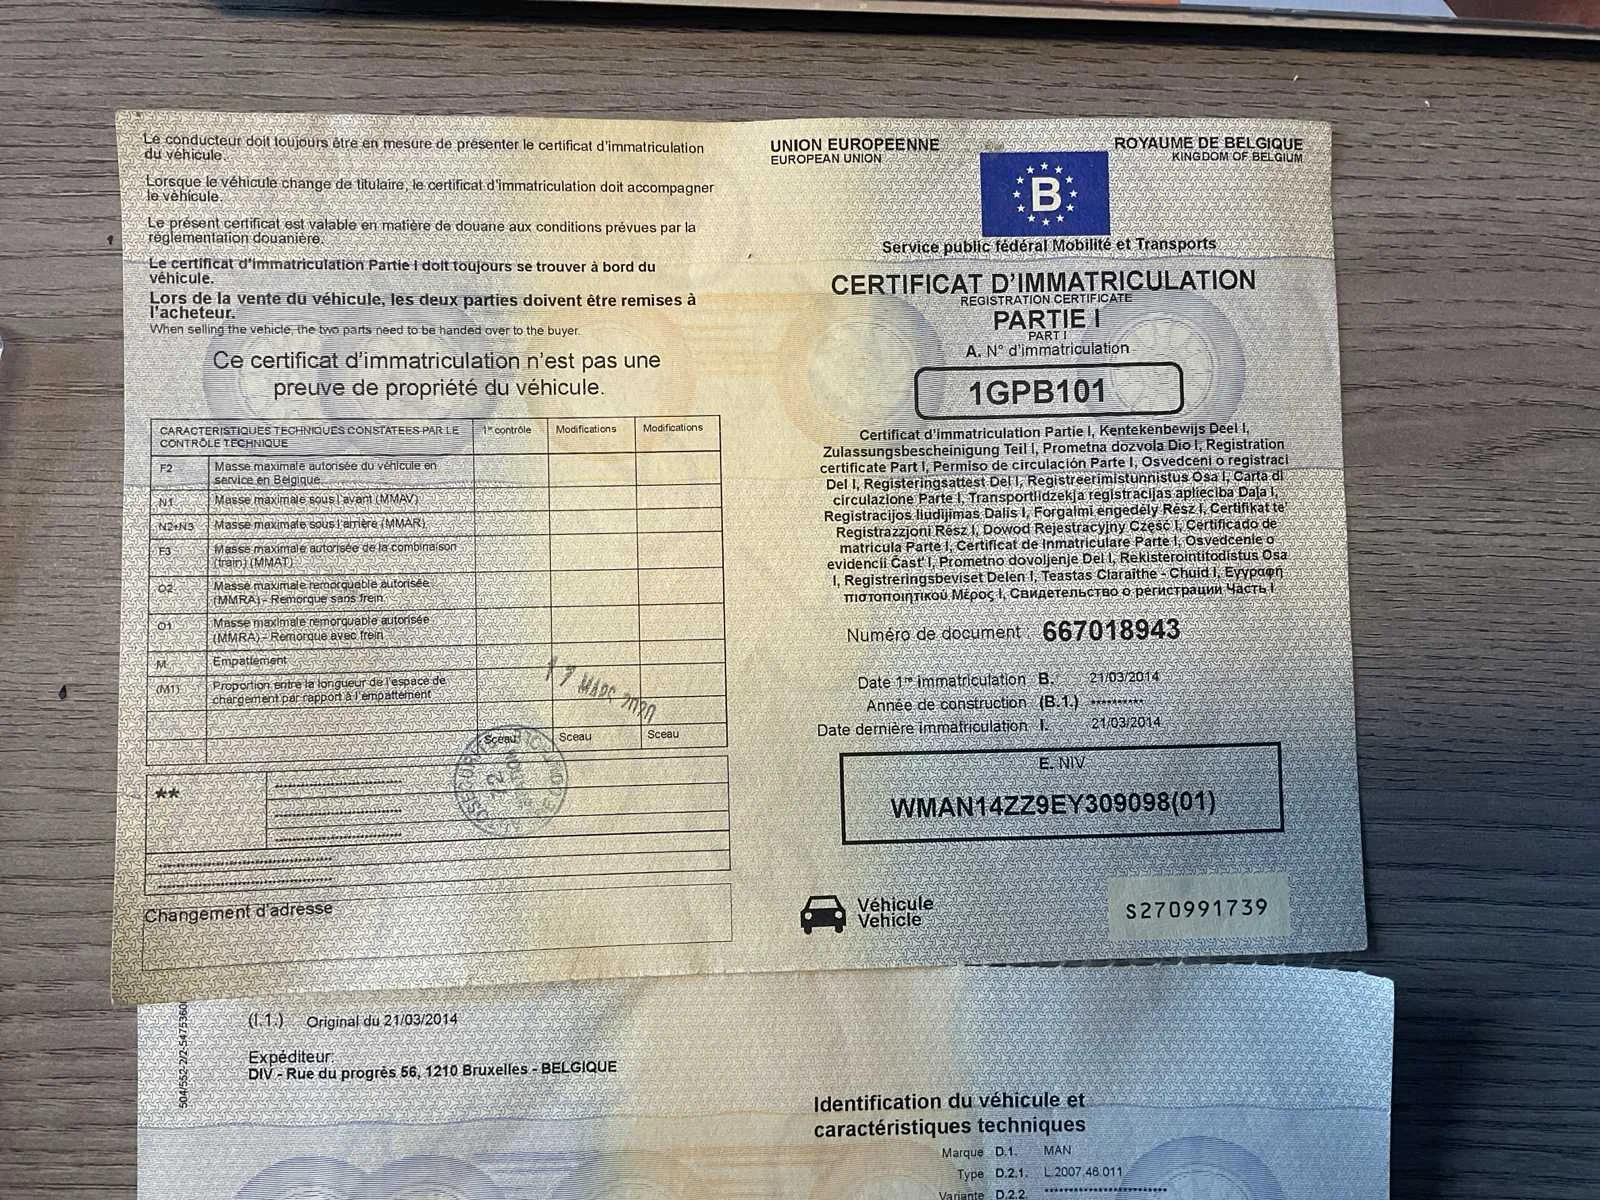 Le conducteur doit toujours être en mesure de présenter le certificat d'immatriculation
du véhicule.
Lorsque le véhicule change de titulaire, le certificat d'immatriculation doit accompagner
le véhicule.
Le présent certificat est valable en matière de douane aux conditions prévues par la
réglementation douanière.
Le certificat d'immatriculation Partie I doit toujours se trouver à bord du
véhicule.
Lors de la vente du véhicule, les deux parties doivent être remises à
l'acheteur.
When selling the vehicle, the two parts need to be handed over to the buyer.
Ce certificat d'immatriculation n'est pas une
preuve de propriété du véhicule.
CARACTERISTIQUES TECHNIQUES CONSTATEES PAR LE
CONTRÔLE TECHNIQUE
1er contrôle
Modifications
Modifications
F2 Masse maximale autorisée du véhicule en
service en Belgique
N1 Masse maximale sous l'avant (MMAV)
N2+N3 Masse maximale sous l'arrière (MMAR)
F3 Masse maximale autorisée de la combinaison
(train) (MMAT)
O2 Masse maximale remorquable autorisée
(MMRA) - Remorque sans frein
O1 Masse maximale remorquable autorisée
(MMRA) - Remorque avec frein
M Empattement
(M1) Proportion entre la longueur de l'espace de
chargement par rapport à l'empattement
Sceau
Sceau
Sceau
**
Changement d'adresse
UNION EUROPEENNE
EUROPEAN UNION
ROYAUME DE BELGIQUE
KINGDOM OF BELGIUM
B
Service public fédéral Mobilité et Transports
CERTIFICAT D'IMMATRICULATION
REGISTRATION CERTIFICATE
PARTIE I
PART I
A. N° d'immatriculation
1GPB101
Certificat d'immatriculation Partie I, Kentekenbewijs Deel I,
Zulassungsbescheinigung Teil I, Prometna dozvola Dio I, Registration
certificate Part I, Permiso de circulación Parte I, Osvedceni o registraci
Del I, Registeringsattest Del I, Registreerimistunnistus Osa I, Carta di
circolazione Parte I, Transportlidzekja registracijas aplieciba Daļa I,
Registracijos liudijimas Dalis I, Forgalmi engedély Rész I, Certifikat te'
Registrazzjoni Rész I, Dowod Rejestracyjny Część I, Certificado de
matricula Parte I, Certificat de Inmatriculare Parte I, Osvedcenie o
evidencii Čast' I, Prometno dovoljenje Del I, Rekisterointitodistus Osa
I, Registreringsbeviset Delen I, Teastas Claraithe - Chuid I, Εγγραφή
πιστοποιητικού Μέρος I, Свидетельство о регистрации Часть I
Numéro de document : 667018943
Date 1re immatriculation B. 21/03/2014
Année de construction (B.1.) **********
Date dernière immatriculation I. 21/03/2014
E. NIV
WMAN14ZZ9EY309098(01)
Véhicule
Vehicle
S270991739
504/552-2/2-5475360
(I.1.) Original du 21/03/2014
Expéditeur:
DIV - Rue du progrès 56, 1210 Bruxelles - BELGIQUE
Identification du véhicule et
caractéristiques techniques
Marque D.1. MAN
Type D.2.1. L.2007.46.011
Variante D.2.2. **********************